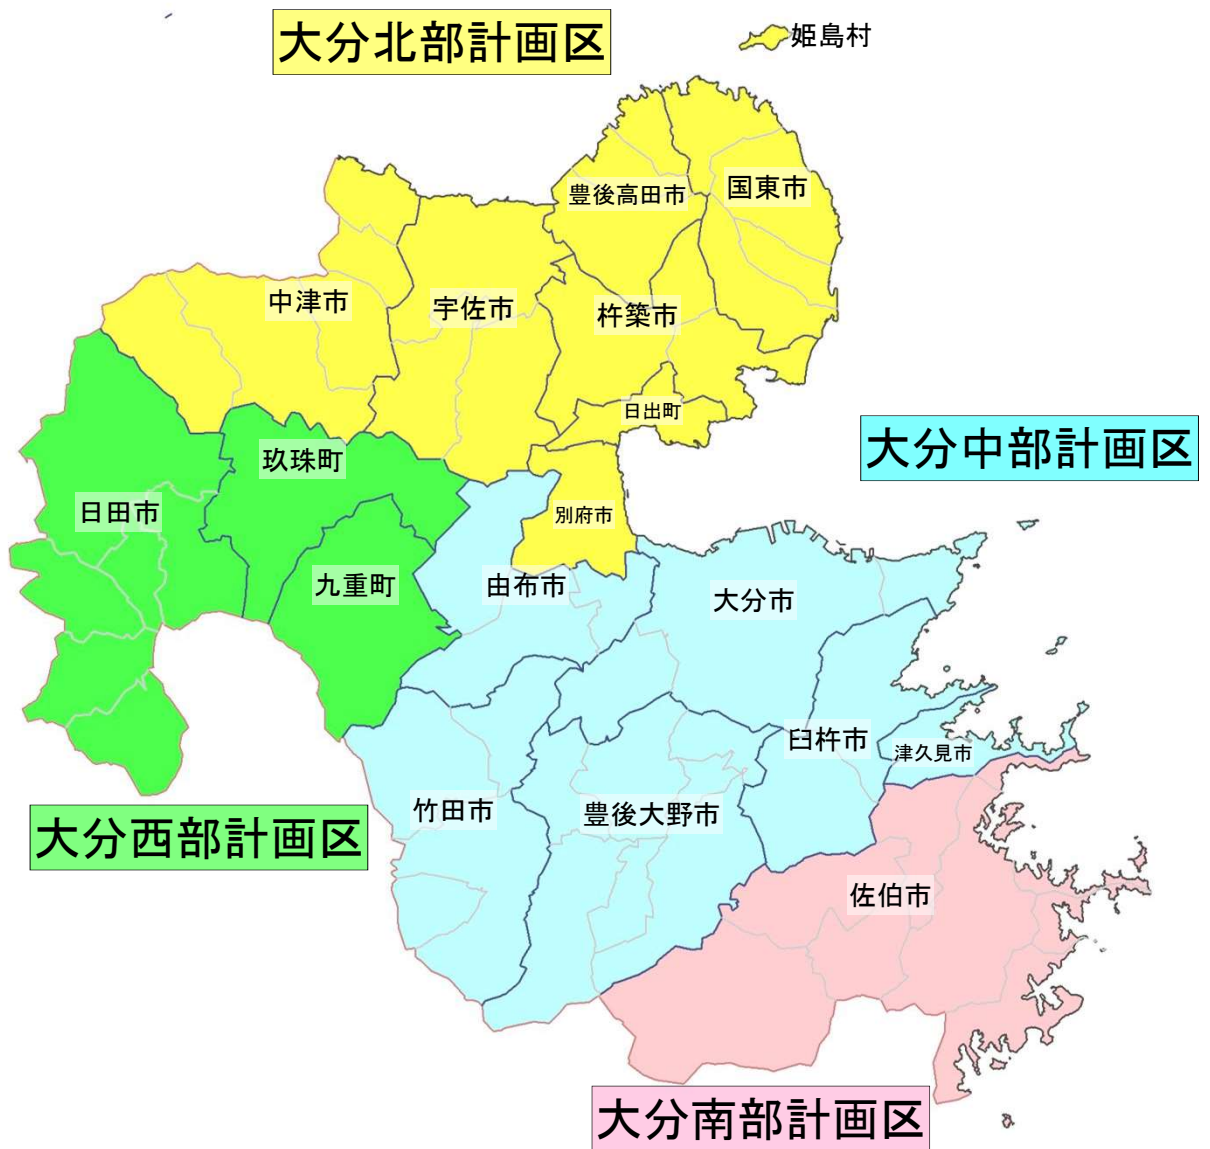 大分北部計画区
姫島村
豊後高田市
国東市
中津市
宇佐市
杵築市
日出町
大分中部計画区
玖珠町
日田市
別府市
九重町
由布市
大分市
臼杵市
津久見市
竹田市
豊後大野市
大分西部計画区
佐伯市
大分南部計画区